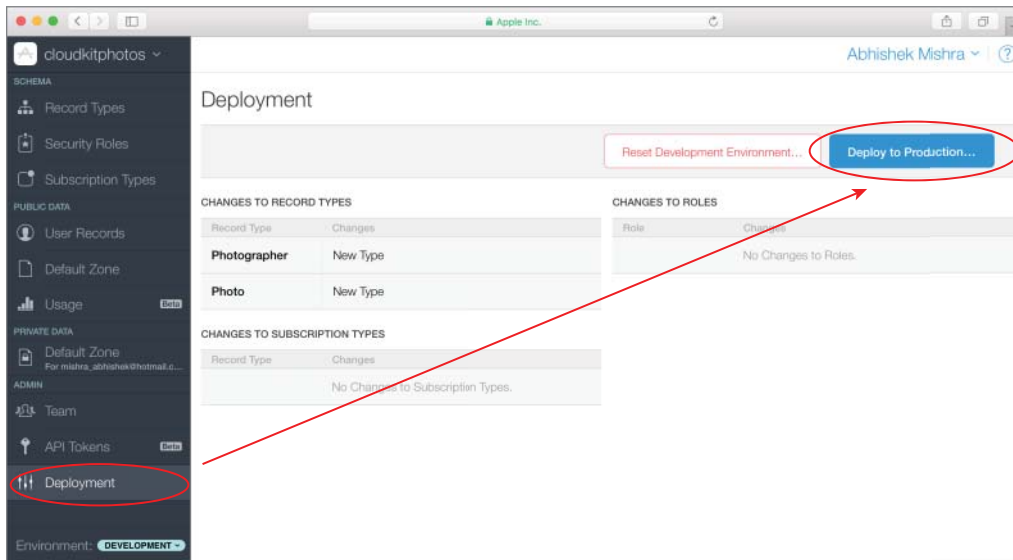 Apple Inc.
cloudkitphotos
Abhishek Mishra
SCHEMA
Record Types
Security Roles
Subscription Types
PUBLIC DATA
User Records
Default Zone
Usage Beta
PRIVATE DATA
Default Zone
For mishra_abhishek@hotmail.c...
ADMIN
Team
API Tokens Beta
Deployment
Environment: DEVELOPMENT
Deployment
Reset Development Environment... Deploy to Production...
CHANGES TO RECORD TYPES
Record Type Changes
Photographer New Type
Photo New Type
CHANGES TO SUBSCRIPTION TYPES
Record Type Changes
No Changes to Subscription Types.
CHANGES TO ROLES
Role Changes
No Changes to Roles.